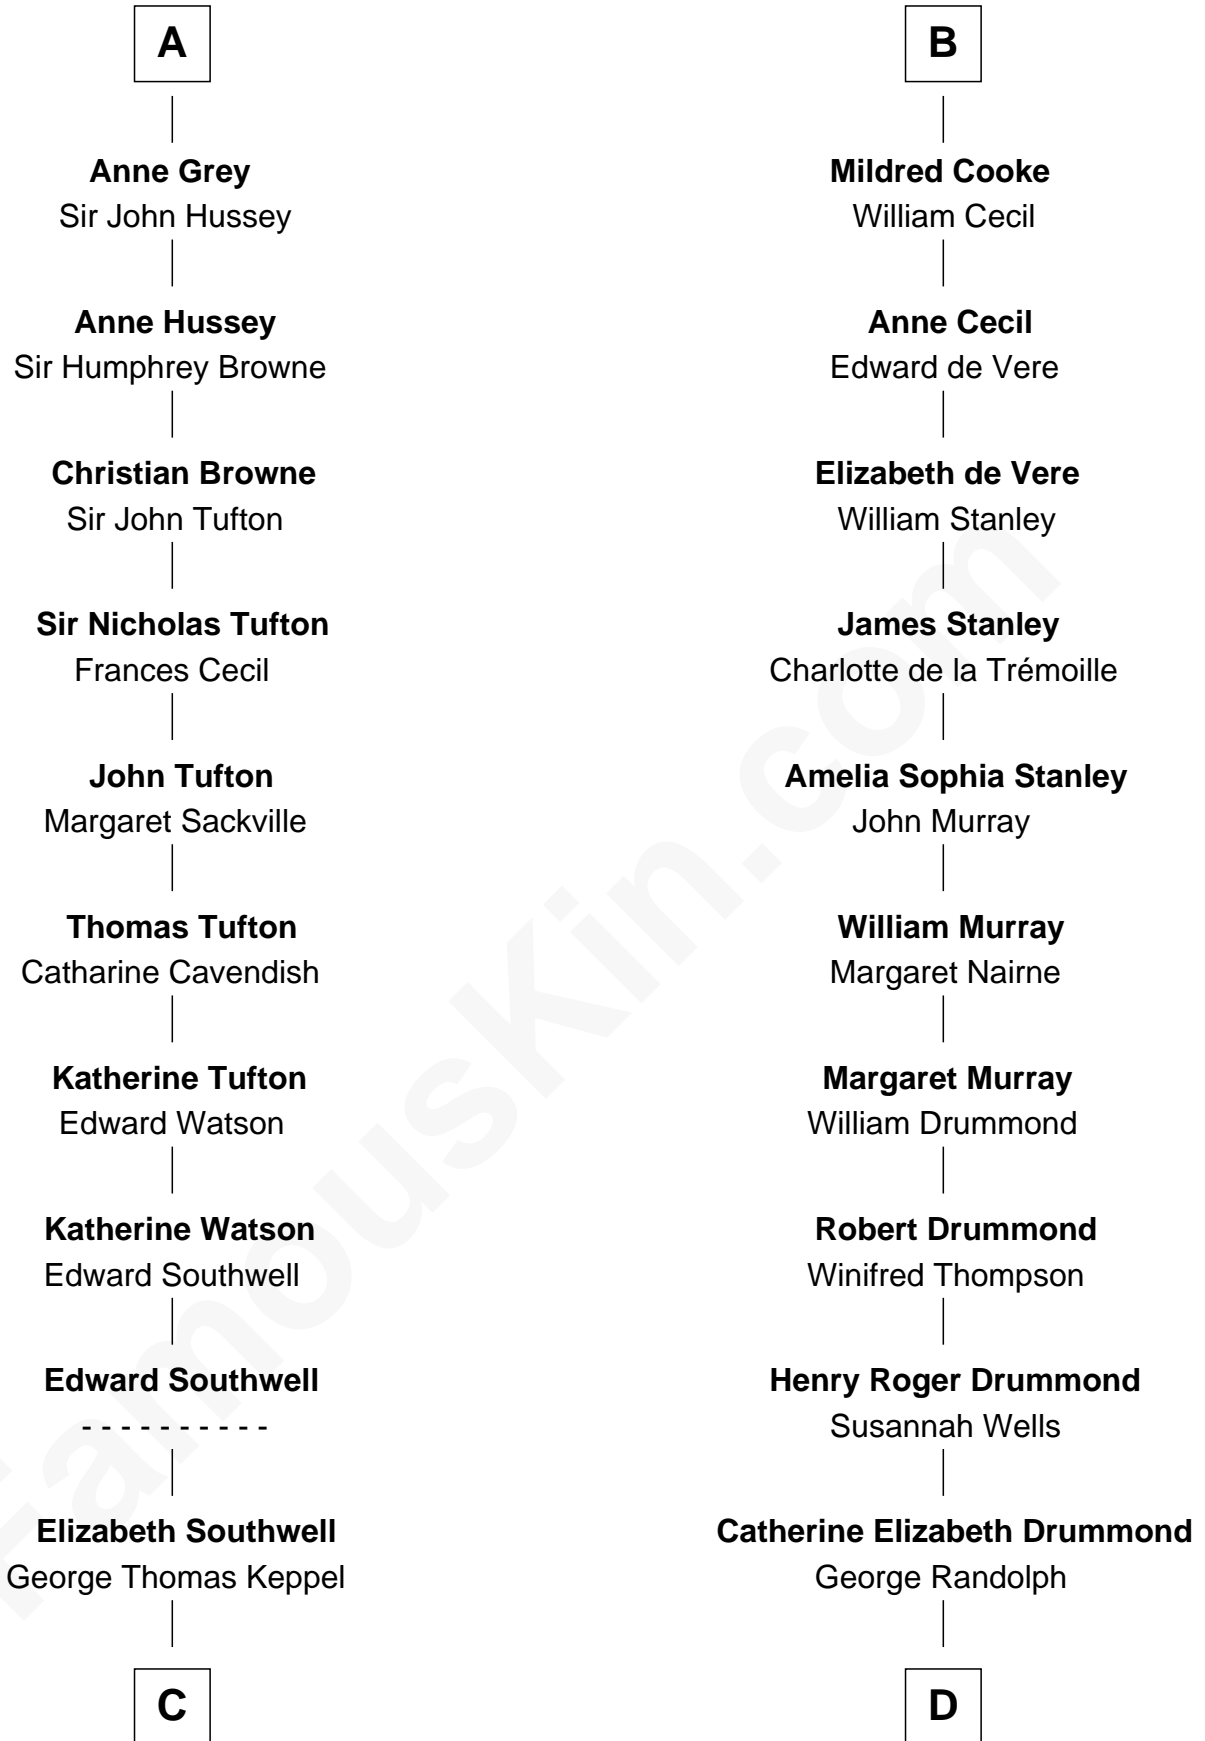 A
Anne Grey
Sir John Hussey
Anne Hussey
Sir Humphrey Browne
Christian Browne
Sir John Tufton
Sir Nicholas Tufton
Frances Cecil
John Tufton
Margaret Sackville
Thomas Tufton
Catharine Cavendish
Katherine Tufton
Edward Watson
Katherine Watson
Edward Southwell
Edward Southwell
- - - - - - - - - -
Elizabeth Southwell
George Thomas Keppel
C
B
Mildred Cooke
William Cecil
Anne Cecil
Edward de Vere
Elizabeth de Vere
William Stanley
James Stanley
Charlotte de la Trémoille
Amelia Sophia Stanley
John Murray
William Murray
Margaret Nairne
Margaret Murray
William Drummond
Robert Drummond
Winifred Thompson
Henry Roger Drummond
Susannah Wells
Catherine Elizabeth Drummond
George Randolph
D
FamousKin.com